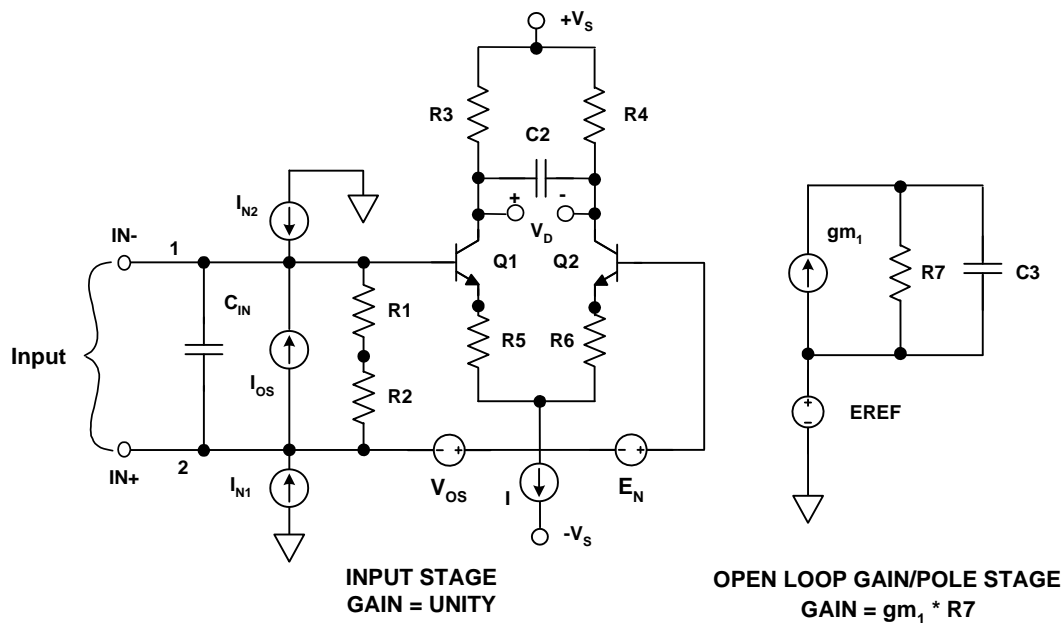 +VS
R3
R4
C2
IN2
+
-
VD
gm1
IN-
1
Q1
Q2
R7
C3
CIN
R1
R5
R6
Input
IOS
R2
+
-
EREF
IN+
2
IN1
- +
- +
VOS
I
EN
-VS
INPUT STAGE
GAIN = UNITY
OPEN LOOP GAIN/POLE STAGE
GAIN = gm1 * R7